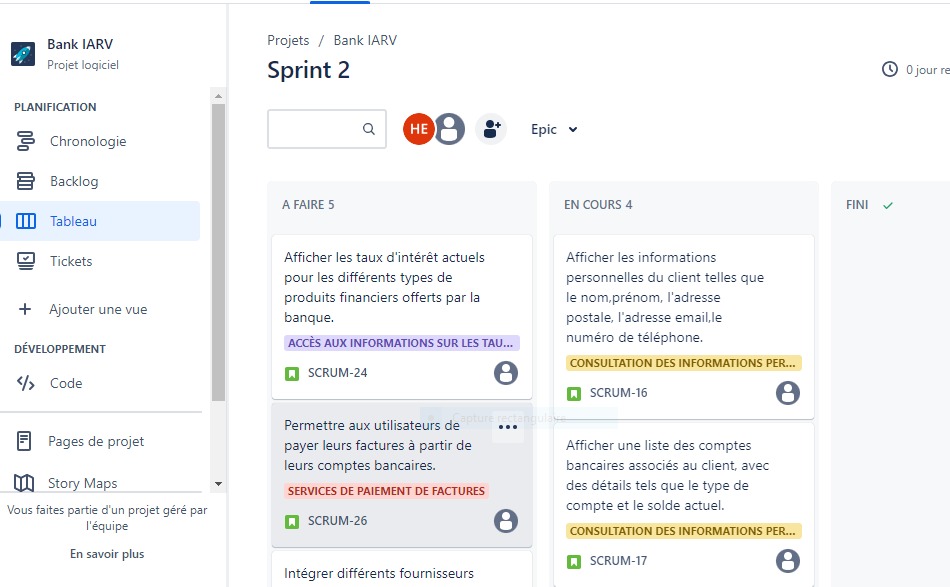 Bank IARV
Projet logiciel
PLANIFICATION
Chronologie
Backlog
Tableau
Tickets
Ajouter une vue
DÉVELOPPEMENT
Code
Pages de projet
Story Maps
Vous faites partie d'un projet géré par
l'équipe
En savoir plus
Projets / Bank IARV
Sprint 2
0 jour re
HE
Epic
A FAIRE 5
Afficher les taux d'intérêt actuels
pour les différents types de
produits financiers offerts par la
banque.
ACCÈS AUX INFORMATIONS SUR LES TAU...
SCRUM-24
Capture rectangulaire
Permettre aux utilisateurs de
payer leurs factures à partir de
leurs comptes bancaires.
SERVICES DE PAIEMENT DE FACTURES
SCRUM-26
Intégrer différents fournisseurs
EN COURS 4
Afficher les informations
personnelles du client telles que
le nom,prénom, l'adresse
postale, l'adresse email,le
numéro de téléphone.
CONSULTATION DES INFORMATIONS PER...
SCRUM-16
Afficher une liste des comptes
bancaires associés au client, avec
des détails tels que le type de
compte et le solde actuel.
CONSULTATION DES INFORMATIONS PER...
SCRUM-17
FINI